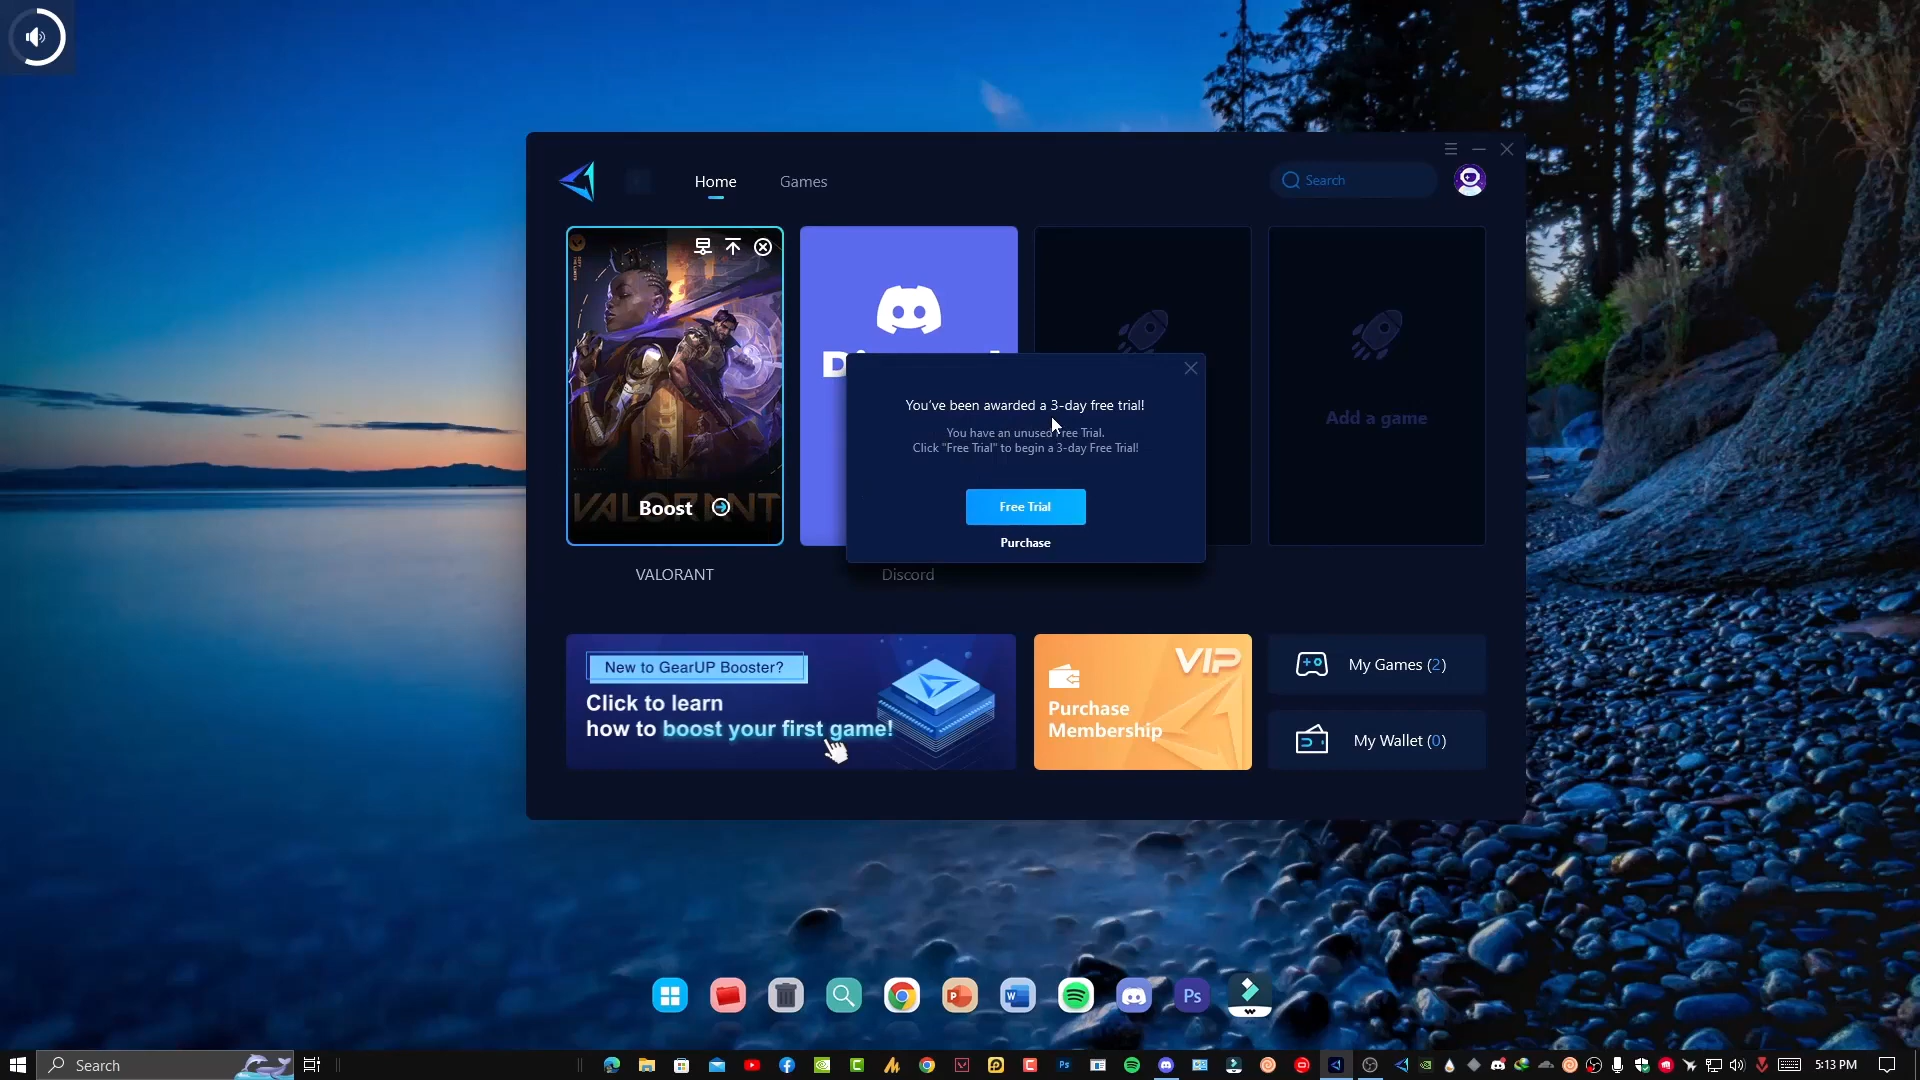 Home
Games
Search
Boost
VALORANT
VALORANT
Discord
You've been awarded a 3-day free trial!
You have an unused Free Trial.
Click "Free Trial" to begin a 3-day Free Trial!
Free Trial
Purchase
Add a game
New to GearUP Booster?
Click to learn
how to boost your first game!
VIP
Purchase
Membership
My Games (2)
My Wallet (0)
P
W
Ps
Search
Ps
5:13 PM